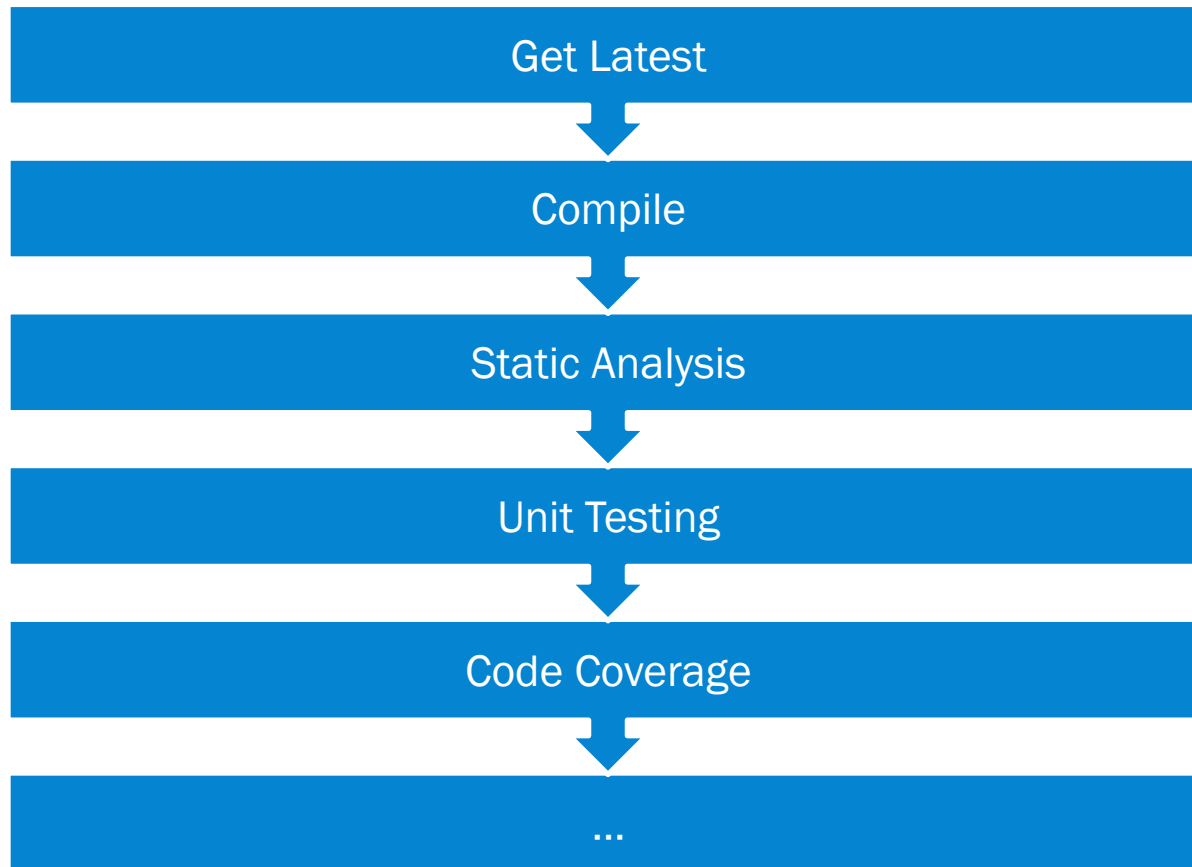 Get Latest
Compile
Static Analysis
Unit Testing
Code Coverage
...